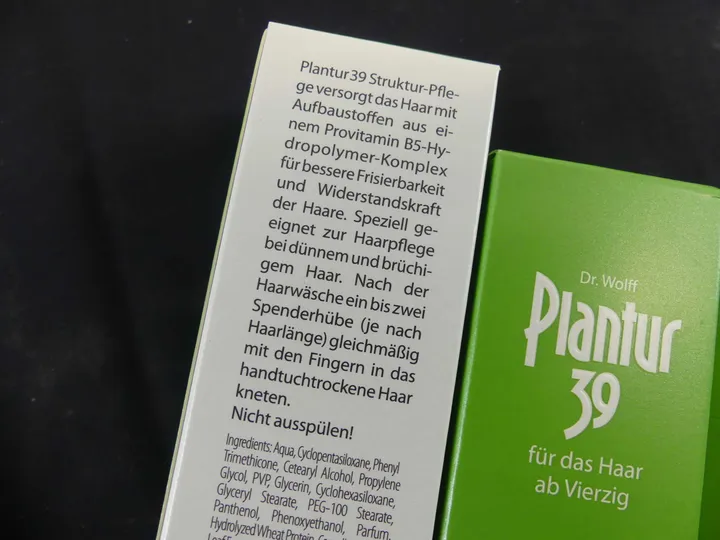 Plantur 39 Struktur-Pfle-
ge versorgt das Haar mit
Aufbaustoffen aus ei-
nem Provitamin B5-Hy-
dropolymer-Komplex
für bessere Frisierbarkeit
und Widerstandskraft
der Haare. Speziell ge-
eignet zur Haarpflege
bei dünnem und brüchi-
gem Haar. Nach der
Haarwäsche ein bis zwei
Spenderhübe (je nach
Haarlänge) gleichmäßig
mit den Fingern in das
handtuchtrockene Haar
kneten.
Nicht ausspülen!
Ingredients: Aqua, Cyclopentasiloxane, Phenyl
Trimethicone, Cetearyl Alcohol, Propylene
Glycol, PVP, Glycerin, Cyclohexasiloxane,
Glyceryl Stearate, PEG-100 Stearate,
Panthenol, Phenoxyethanol, Parfum,
Hydrolyzed Wheat Protein,
Dr. Wolff
Plantur
39
für das Haar
ab Vierzig